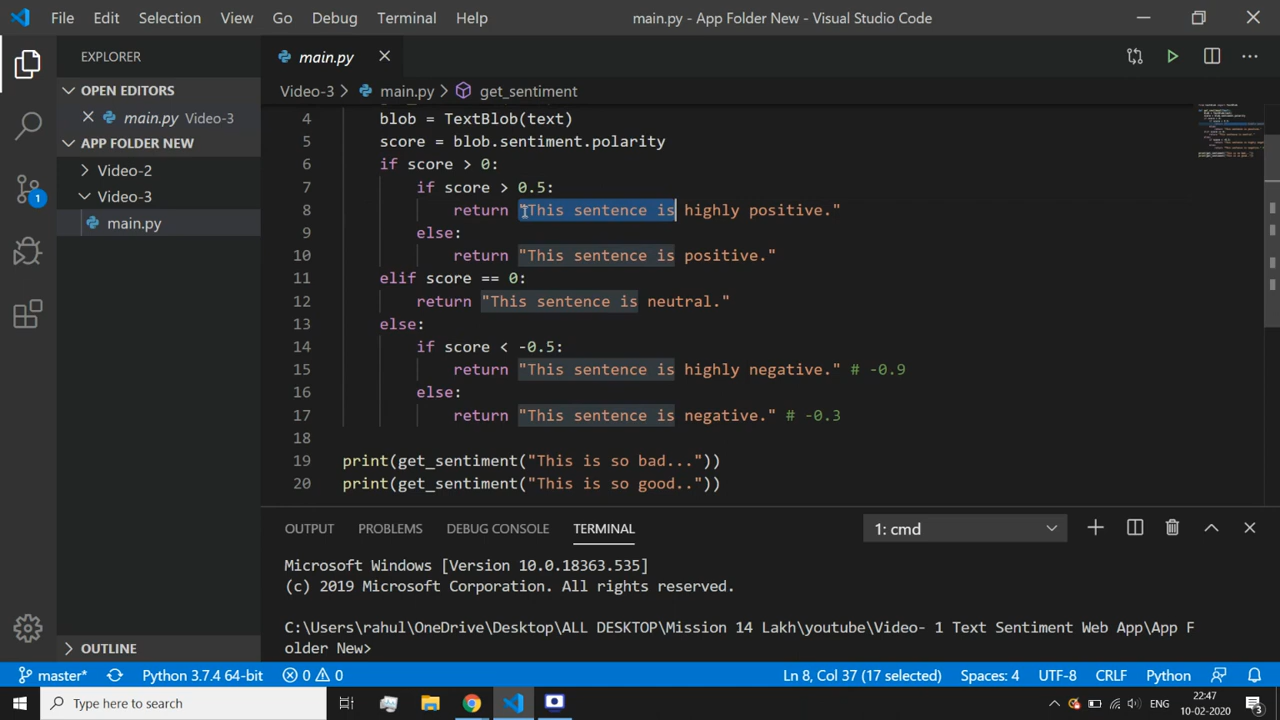 File Edit Selection View Go Debug Terminal Help
main.py - App Folder New - Visual Studio Code
EXPLORER
OPEN EDITORS
main.py Video-3
APP FOLDER NEW
Video-2
Video-3
main.py
OUTLINE
main.py
Video-3 > main.py > get_sentiment
4 blob = TextBlob(text)
5 score = blob.sentiment.polarity
6 if score > 0:
7 if score > 0.5:
8 return "This sentence is highly positive."
9 else:
10 return "This sentence is positive."
11 elif score == 0:
12 return "This sentence is neutral."
13 else:
14 if score < -0.5:
15 return "This sentence is highly negative." # -0.9
16 else:
17 return "This sentence is negative." # -0.3
18
19 print(get_sentiment("This is so bad..."))
20 print(get_sentiment("This is so good.."))
OUTPUT PROBLEMS DEBUG CONSOLE TERMINAL
1: cmd
Microsoft Windows [Version 10.0.18363.535]
(c) 2019 Microsoft Corporation. All rights reserved.
C:\Users\rahul\OneDrive\Desktop\ALL DESKTOP\Mission 14 Lakh\youtube\Video- 1 Text Sentiment Web App\App F
older New>
1
master* Python 3.7.4 64-bit 0 0 Ln 8, Col 37 (17 selected) Spaces: 4 UTF-8 CRLF Python
Type here to search
ENG
22:47
10-02-2020
3